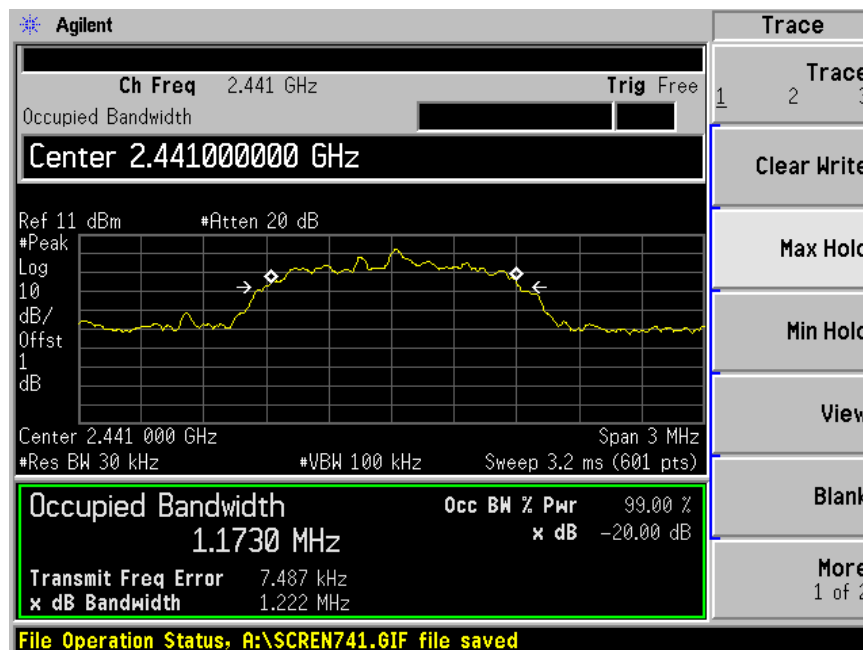 Agilent
Trace
Ch Freq 2.441 GHz Trig Free
Occupied Bandwidth
Center 2.441000000 GHz
Ref 11 dBm #Atten 20 dB
#Peak
Log
10
dB/
Offst
1
dB
Center 2.441 000 GHz Span 3 MHz
#Res BW 30 kHz #VBW 100 kHz Sweep 3.2 ms (601 pts)
Occupied Bandwidth
1.1730 MHz
Occ BW % Pwr 99.00 %
x dB -20.00 dB
Transmit Freq Error 7.487 kHz
x dB Bandwidth 1.222 MHz
File Operation Status, A:\SCREN741.GIF file saved
Trace
1 2 3
Clear Write
Max Hold
Min Hold
View
Blank
More
1 of 2